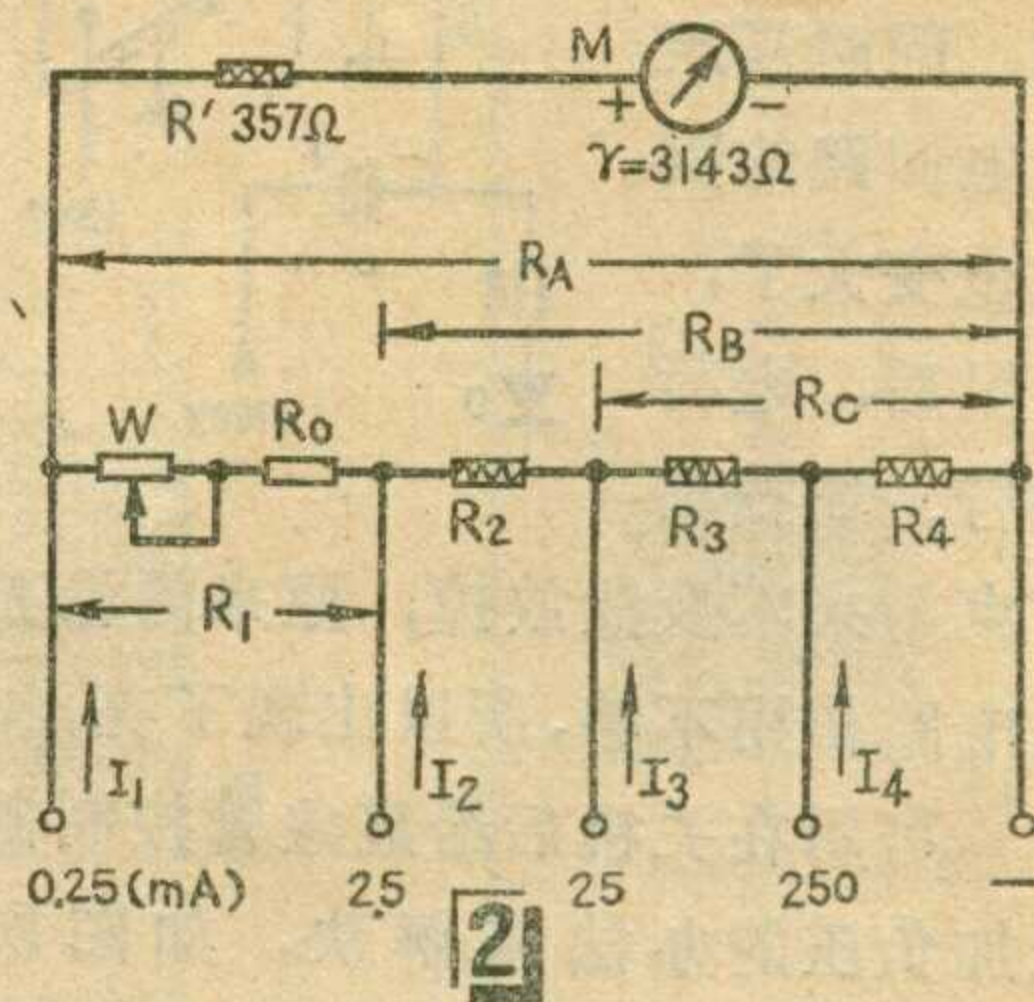 M
+ −
R′ 357Ω
γ=3143Ω
RA
RB
RC
W R0
R2 R3 R4
R1
I1 I2 I3 I4
0.25(mA) 2.5 25 250 −
2